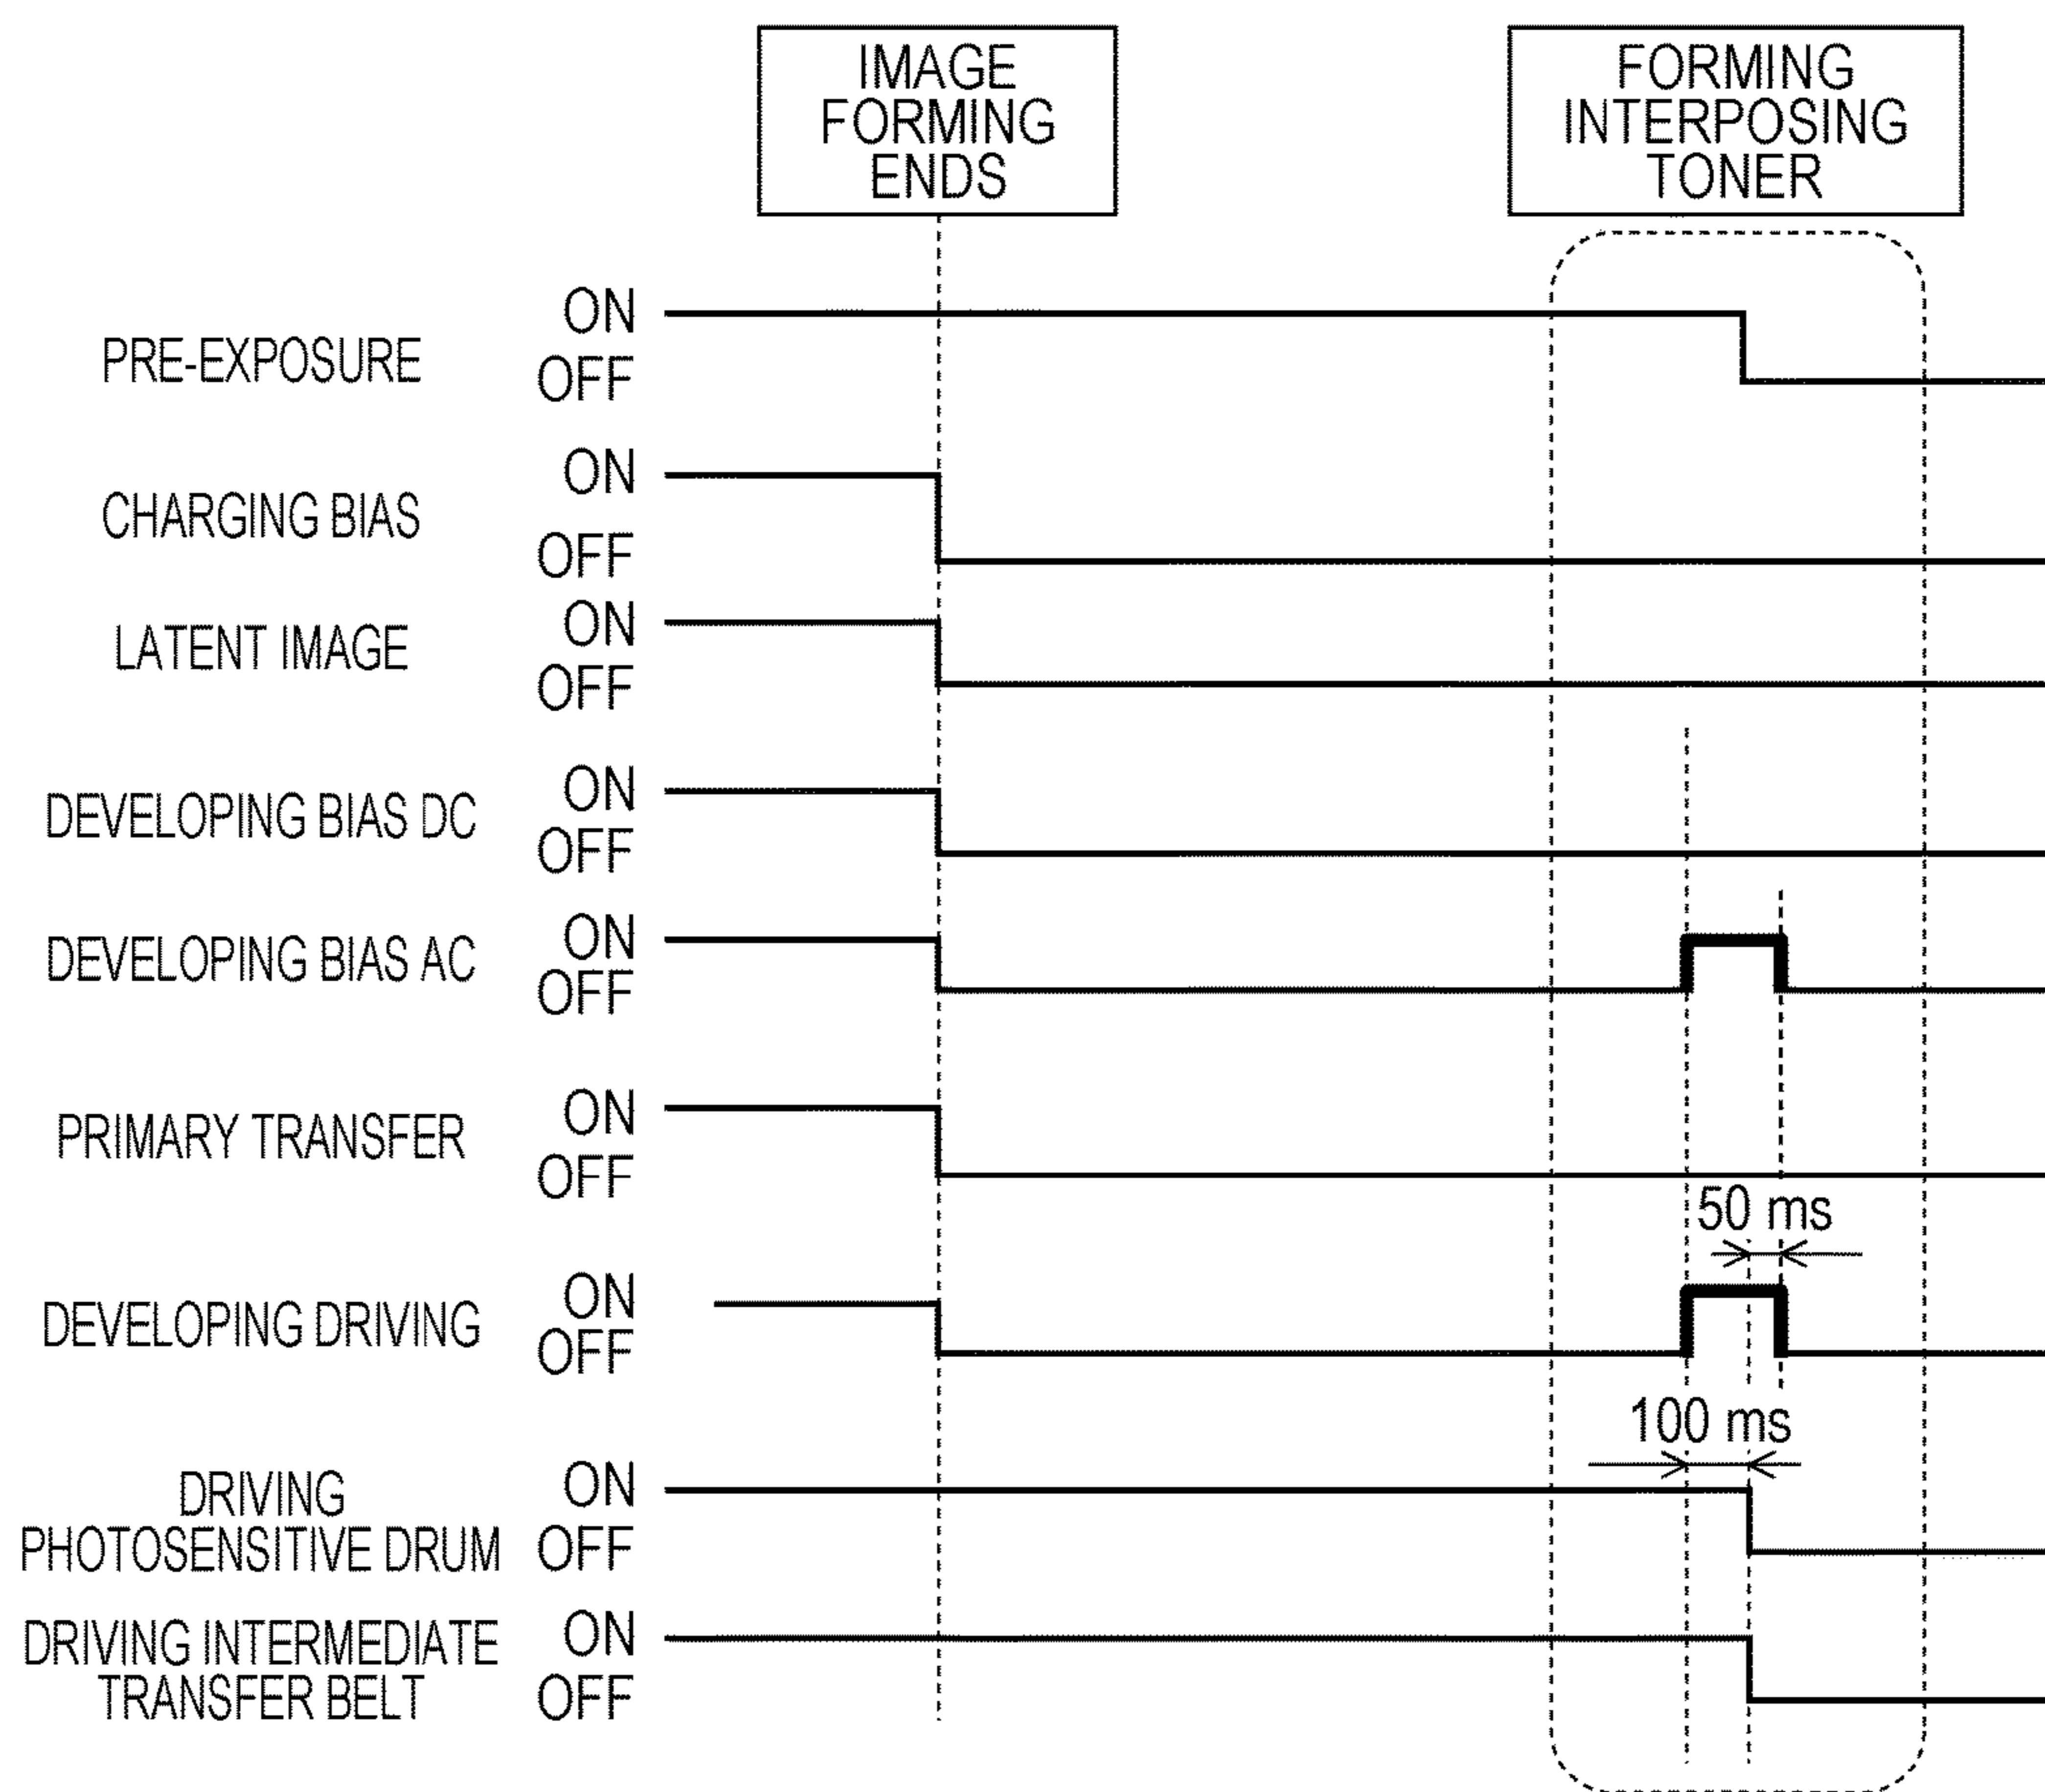 IMAGE
FORMING
ENDS
FORMING
INTERPOSING
TONER
PRE-EXPOSURE
ON
OFF
CHARGING BIAS
ON
OFF
LATENT IMAGE
ON
OFF
DEVELOPING BIAS DC
ON
OFF
DEVELOPING BIAS AC
ON
OFF
PRIMARY TRANSFER
ON
OFF
50 ms
DEVELOPING DRIVING
ON
OFF
100 ms
DRIVING
PHOTOSENSITIVE DRUM
ON
OFF
DRIVING INTERMEDIATE
TRANSFER BELT
ON
OFF